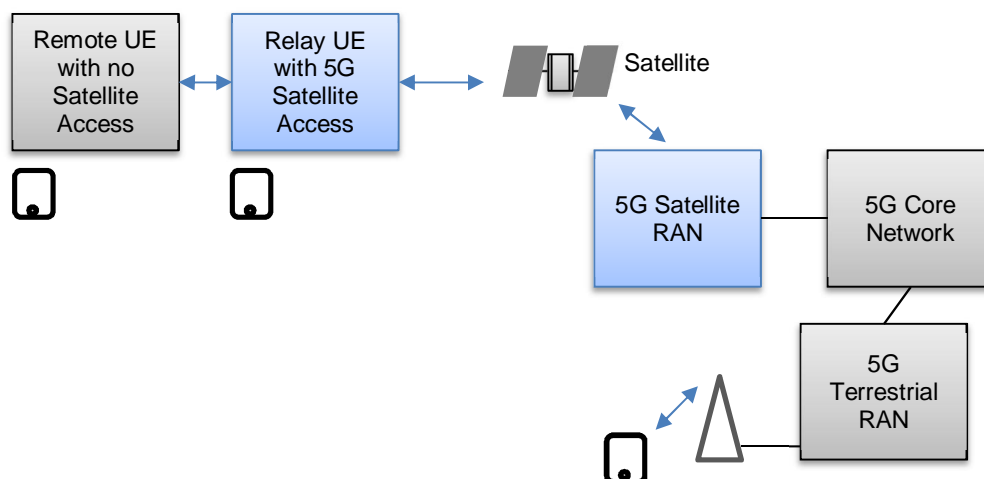 Remote UE
with no
Satellite
Access
Relay UE
with 5G
Satellite
Access
Satellite
5G Satellite
RAN
5G Core
Network
5G
Terrestrial
RAN